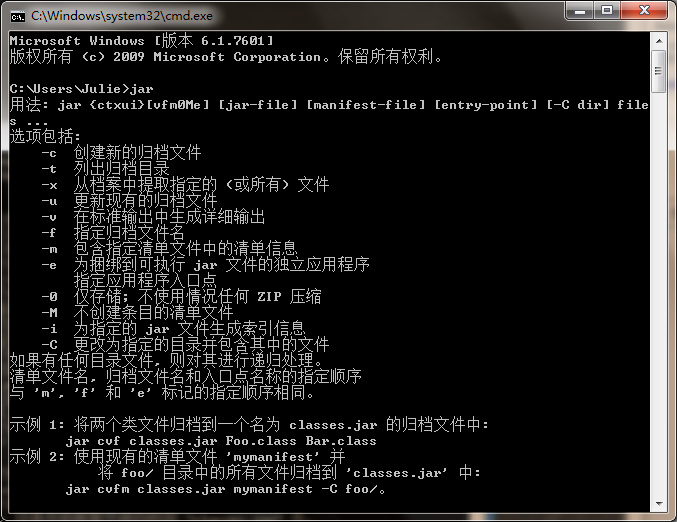 C:\Windows\system32\cmd.exe
Microsoft Windows [版本 6.1.7601]
版权所有 (c) 2009 Microsoft Corporation。保留所有权利。
C:\Users\Julie>jar
用法: jar {ctxui}[vfm0Me] [jar-file] [manifest-file] [entry-point] [-C dir] file
s ...
选项包括:
-c 创建新的归档文件
-t 列出归档目录
-x 从档案中提取指定的 (或所有) 文件
-u 更新现有的归档文件
-v 在标准输出中生成详细输出
-f 指定归档文件名
-m 包含指定清单文件中的清单信息
-e 为捆绑到可执行 jar 文件的独立应用程序
指定应用程序入口点
-0 仅存储; 不使用情况任何 ZIP 压缩
-M 不创建条目的清单文件
-i 为指定的 jar 文件生成索引信息
-C 更改为指定的目录并包含其中的文件
如果有任何目录文件, 则对其进行递归处理。
清单文件名, 归档文件名和入口点名称的指定顺序
与 'm', 'f' 和 'e' 标记的指定顺序相同。
示例 1: 将两个类文件归档到一个名为 classes.jar 的归档文件中:
jar cvf classes.jar Foo.class Bar.class
示例 2: 使用现有的清单文件 'mymanifest' 并
将 foo/ 目录中的所有文件归档到 'classes.jar' 中:
jar cvfm classes.jar mymanifest -C foo/。